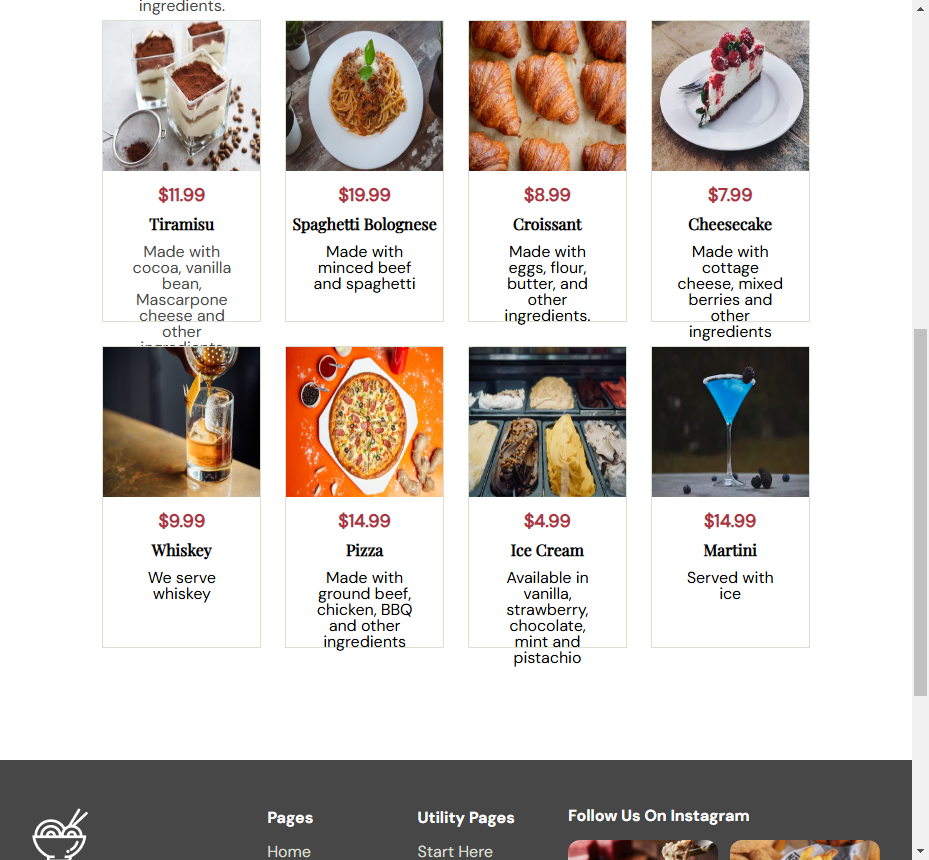 ingredients.
$11.99
Tiramisu
Made with
cocoa, vanilla
bean,
Mascarpone
cheese and
other
ingredients.
$19.99
Spaghetti Bolognese
Made with
minced beef
and spaghetti
$8.99
Croissant
Made with
eggs, flour,
butter, and
other
ingredients.
$7.99
Cheesecake
Made with
cottage
cheese, mixed
berries and
other
ingredients
$9.99
Whiskey
We serve
whiskey
$14.99
Pizza
Made with
ground beef,
chicken, BBQ
and other
ingredients
$4.99
Ice Cream
Available in
vanilla,
strawberry,
chocolate,
mint and
pistachio
$14.99
Martini
Served with
ice
Pages
Home
Utility Pages
Start Here
Follow Us On Instagram